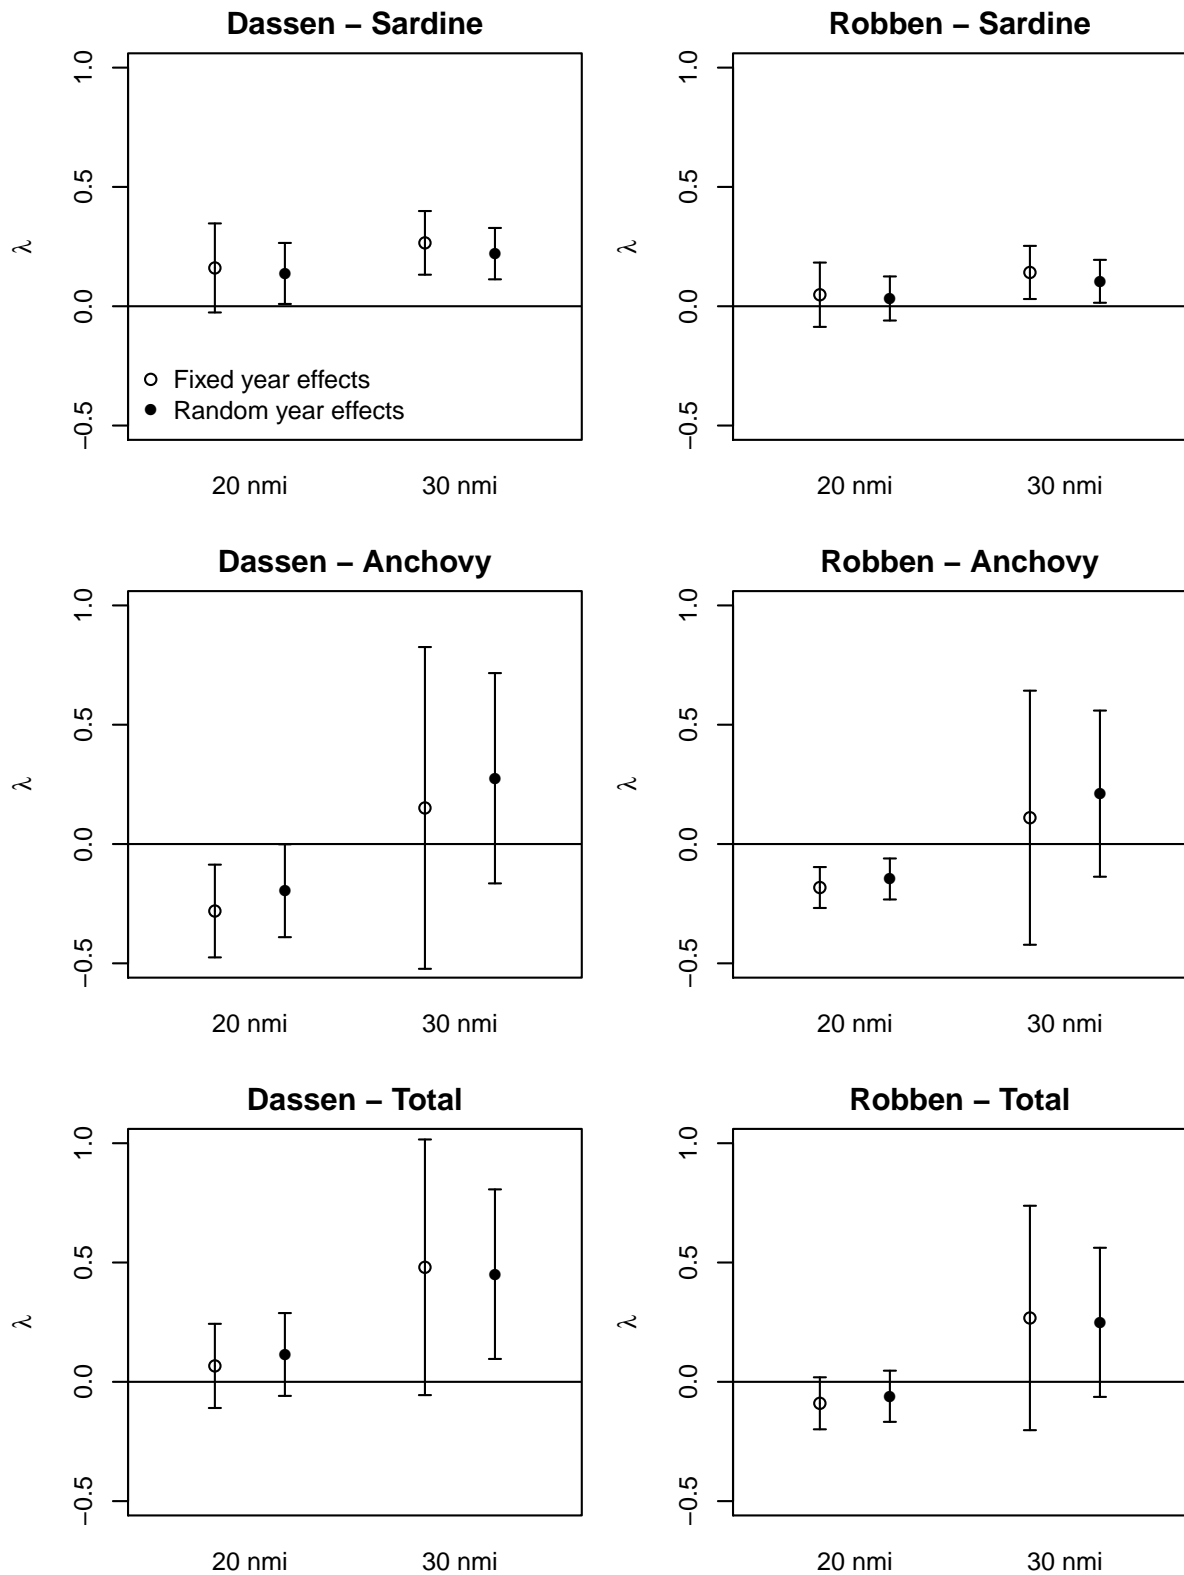 Dassen – Sardine
λ
1.0
0.5
0.0
−0.5
Fixed year effects
Random year effects
20 nmi 30 nmi
Robben – Sardine
λ
1.0
0.5
0.0
−0.5
20 nmi 30 nmi
Dassen – Anchovy
λ
1.0
0.5
0.0
−0.5
20 nmi 30 nmi
Robben – Anchovy
λ
1.0
0.5
0.0
−0.5
20 nmi 30 nmi
Dassen – Total
λ
1.0
0.5
0.0
−0.5
20 nmi 30 nmi
Robben – Total
λ
1.0
0.5
0.0
−0.5
20 nmi 30 nmi